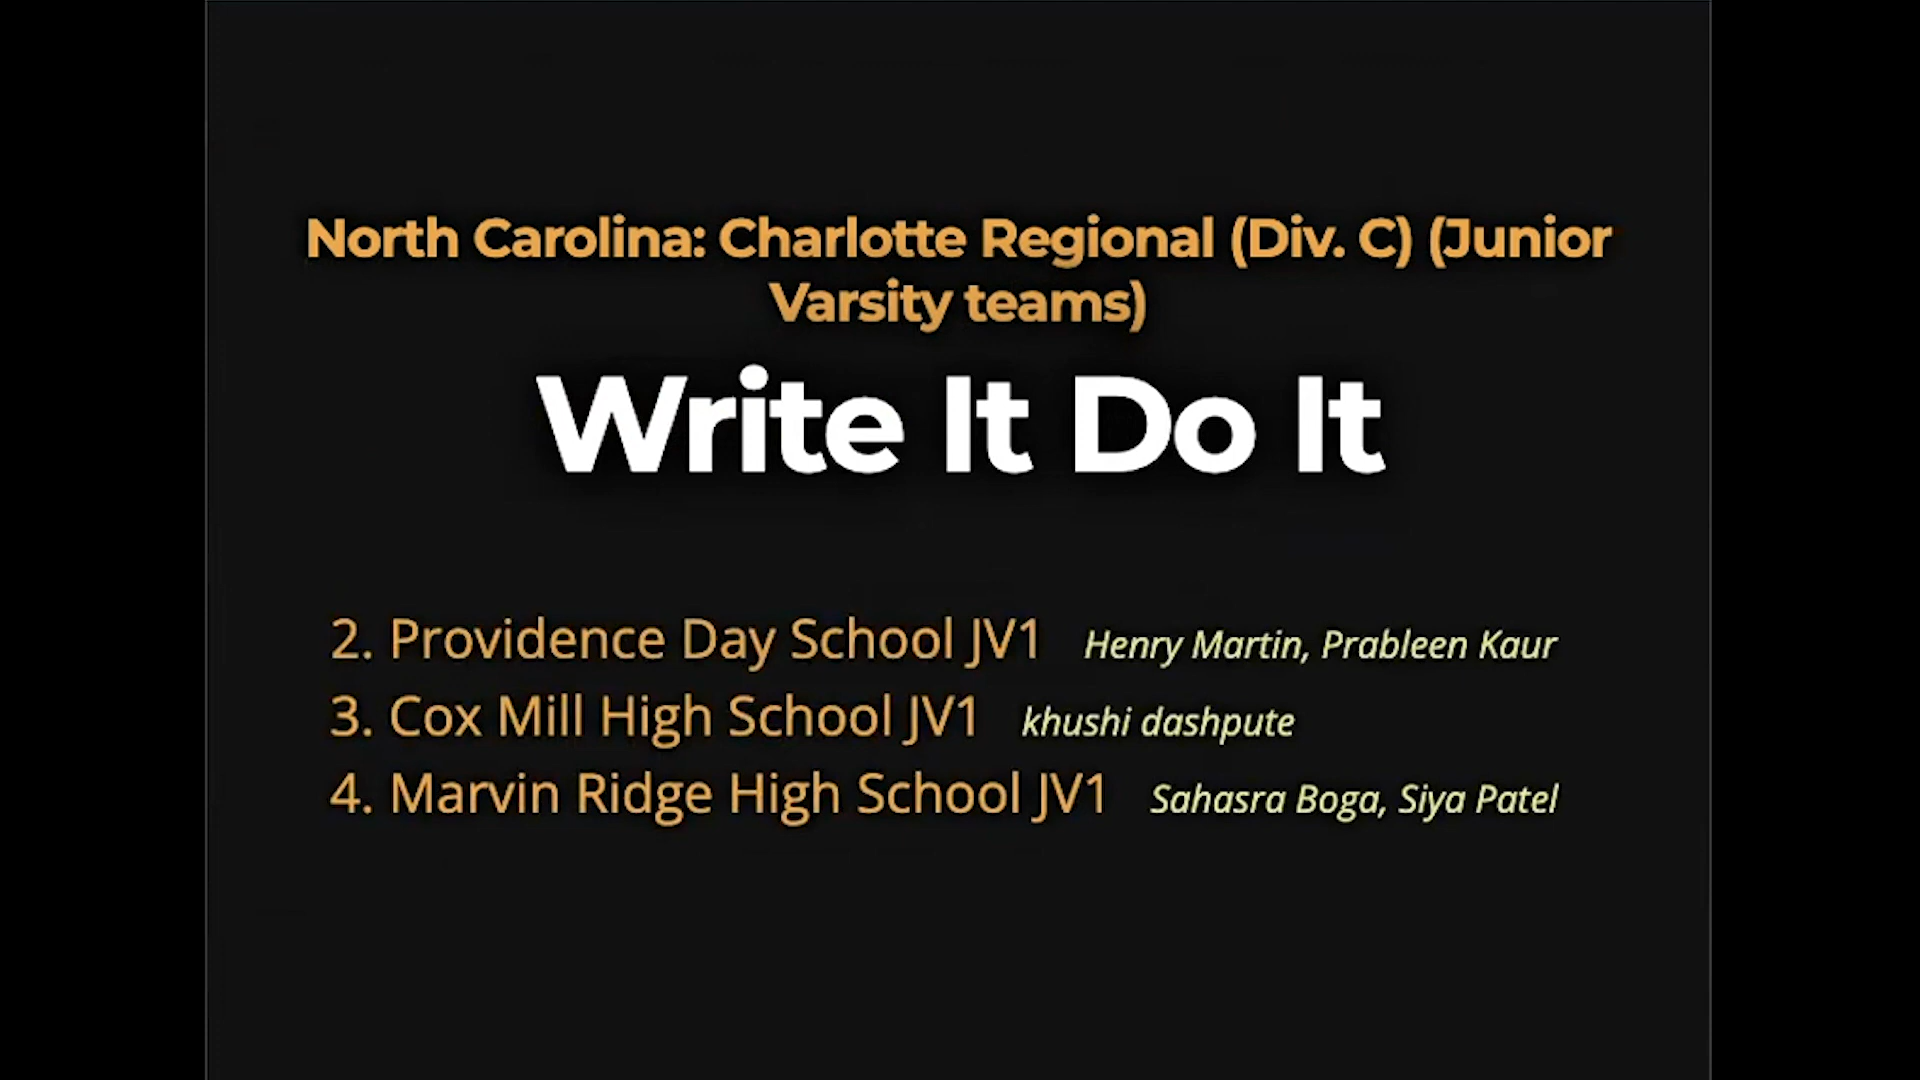 North Carolina: Charlotte Regional (Div. C) (Junior
Varsity teams)
Write It Do It
2. Providence Day School JV1 Henry Martin, Prableen Kaur
3. Cox Mill High School JV1 khushi dashpute
4. Marvin Ridge High School JV1 Sahasra Boga, Siya Patel